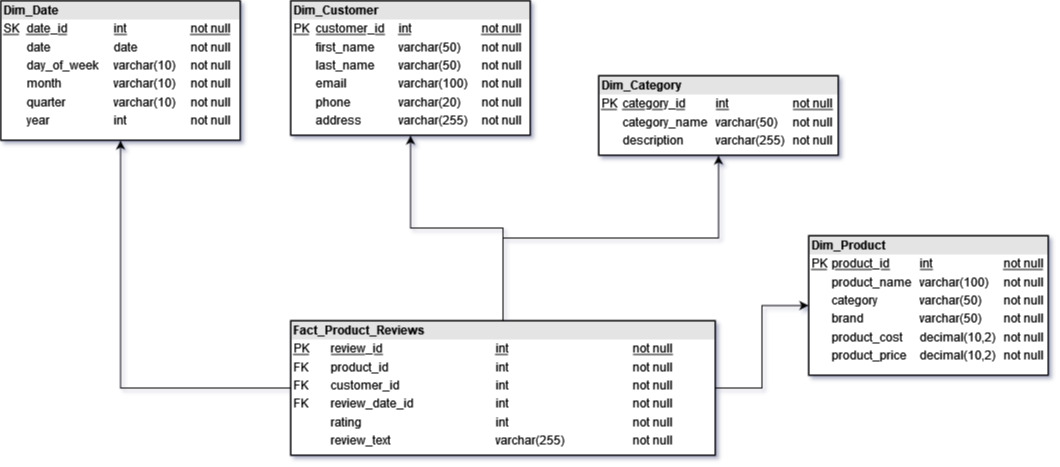 Dim_Date
SK date_id int not null
date date not null
day_of_week varchar(10) not null
month varchar(10) not null
quarter varchar(10) not null
year int not null
Dim_Customer
PK customer_id int not null
first_name varchar(50) not null
last_name varchar(50) not null
email varchar(100) not null
phone varchar(20) not null
address varchar(255) not null
Dim_Category
PK category_id int not null
category_name varchar(50) not null
description varchar(255) not null
Dim_Product
PK product_id int not null
product_name varchar(100) not null
category varchar(50) not null
brand varchar(50) not null
product_cost decimal(10,2) not null
product_price decimal(10,2) not null
Fact_Product_Reviews
PK review_id int not null
FK product_id int not null
FK customer_id int not null
FK review_date_id int not null
rating int not null
review_text varchar(255) not null